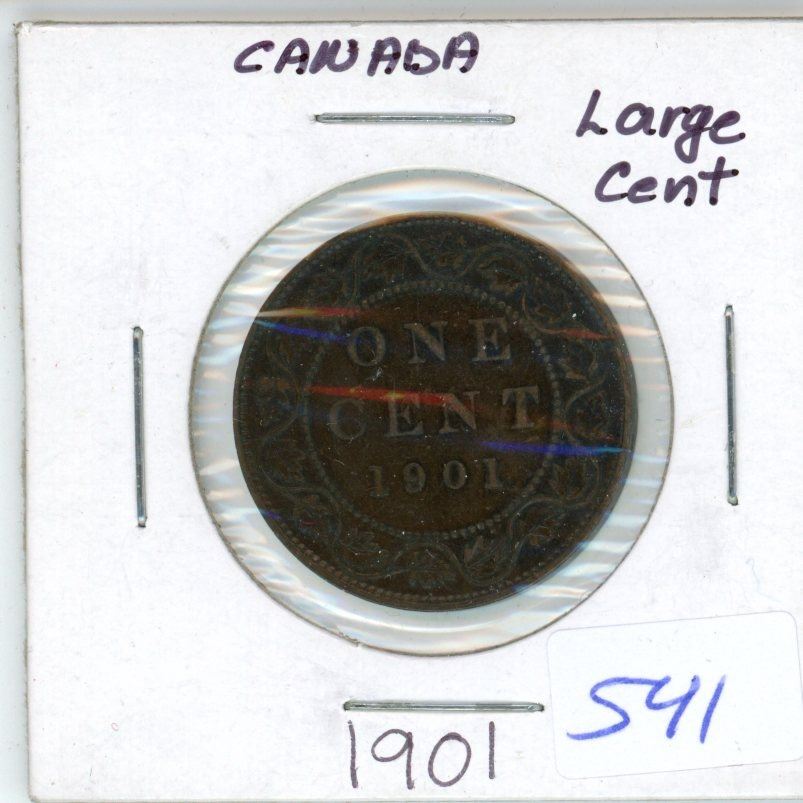 CANADA
Large
Cent
ONE
CENT
1901
541
1901